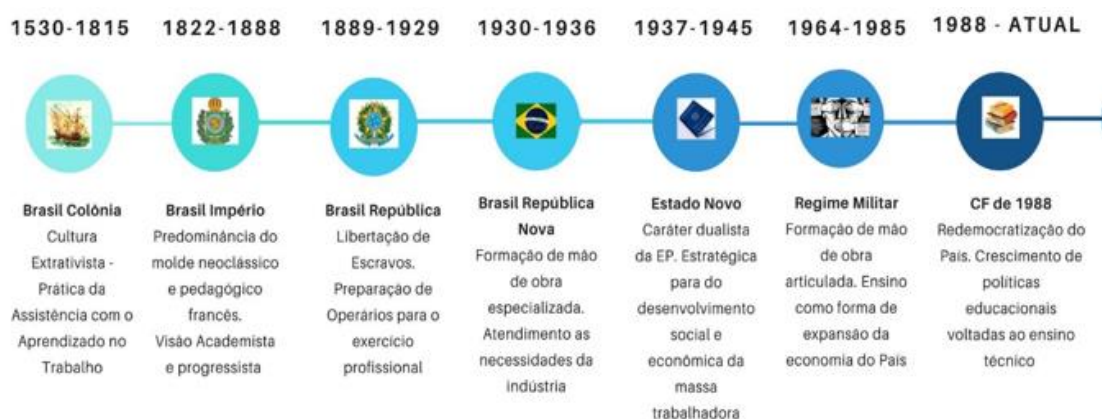 1530-1815
1822-1888
1889-1929
1930-1936
1937-1945
1964-1985
1988 - ATUAL
Brasil Colônia
Cultura
Extrativista -
Prática da
Assistência com o
Aprendizado no
Trabalho
Brasil Império
Predominância do
molde neoclássico
e pedagógico
francês.
Visão Academista
e progressista
Brasil República
Libertação de
Escravos.
Preparação de
Operários para o
exercício
profissional
Brasil República
Nova
Formação de mão
de obra
especializada.
Atendimento as
necessidades da
indústria
Estado Novo
Caráter dualista
da EP. Estratégica
para do
desenvolvimento
social e
econômica da
massa
trabalhadora
Regime Militar
Formação de mão
de obra
articulada. Ensino
como forma de
expansão da
economia do País
CF de 1988
Redemocratização do
País. Crescimento de
políticas
educacionais
voltadas ao ensino
técnico